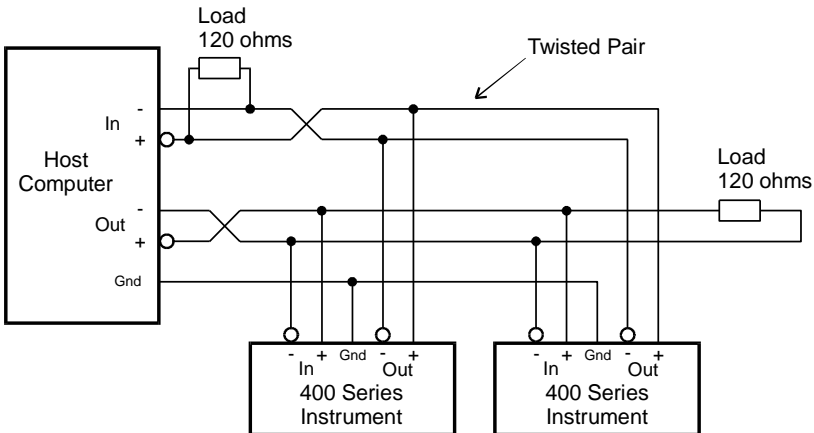 Load
120 ohms
Twisted Pair
-
In
+
Host
Computer
Load
120 ohms
-
Out
+
Gnd
- + Gnd - +
In Out
400 Series
Instrument
- + Gnd - +
In Out
400 Series
Instrument